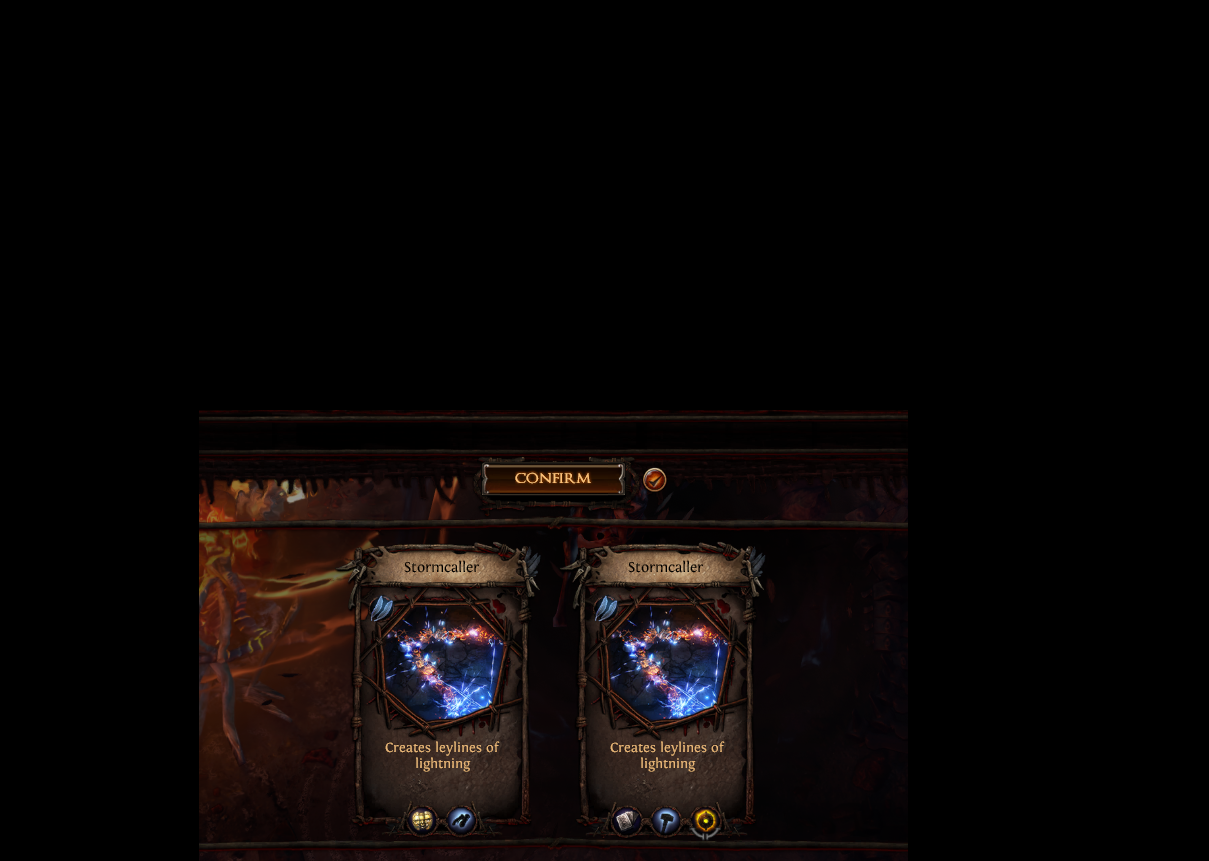 CONFIRM
Stormcaller
Creates leylines of
lightning
Stormcaller
Creates leylines of
lightning